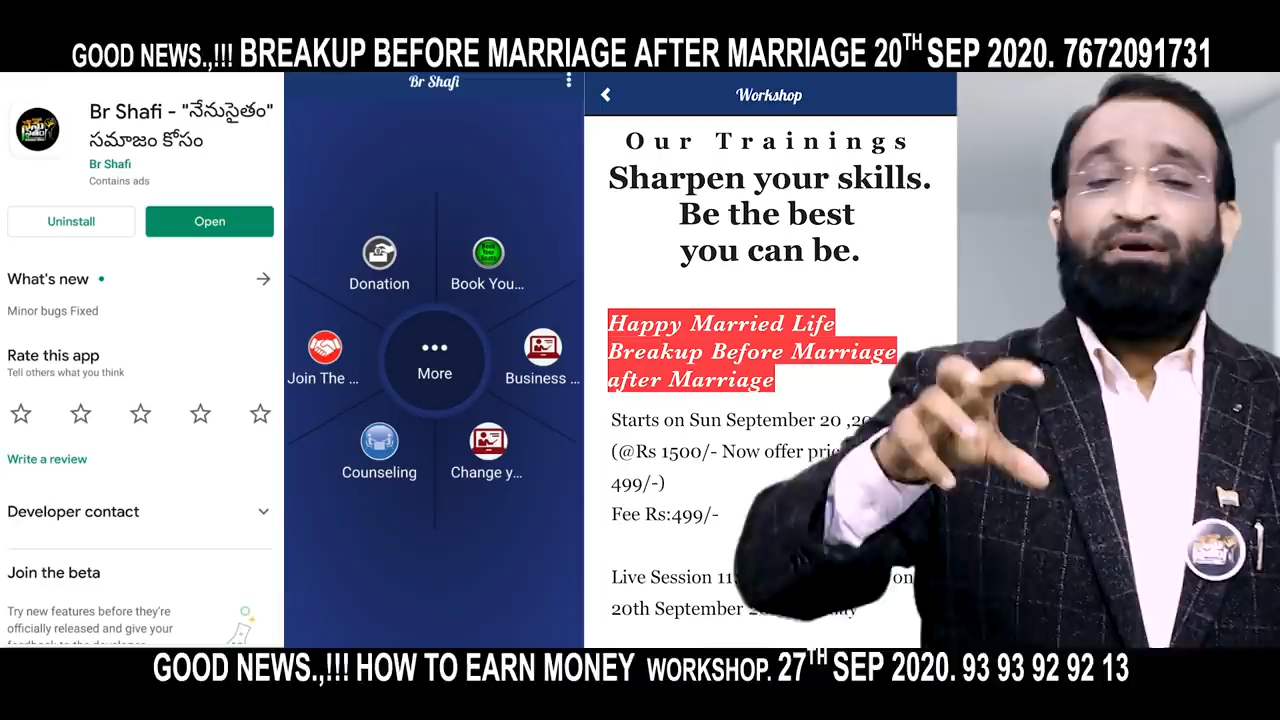 GOOD NEWS.,!!! BREAKUP BEFORE MARRIAGE AFTER MARRIAGE 20TH SEP 2020. 7672091731
Br Shafi - "నేనుసైతం"
సమాజం కోసం
Br Shafi
Contains ads
Uninstall
Open
What's new
Minor bugs Fixed
Rate this app
Tell others what you think
Write a review
Developer contact
Join the beta
Try new features before they're
officially released and give your
Br Shafi
Donation
Book You...
Join The ...
More
Business ...
Counseling
Change y...
Workshop
Our Trainings
Sharpen your skills.
Be the best
you can be.
Happy Married Life
Breakup Before Marriage
after Marriage
Starts on Sun September 20 ,
(@Rs 1500/- Now offer
499/-)
Fee Rs:499/-
Live Session
20th September
GOOD NEWS.,!!! HOW TO EARN MONEY WORKSHOP. 27TH SEP 2020. 93 93 92 92 13